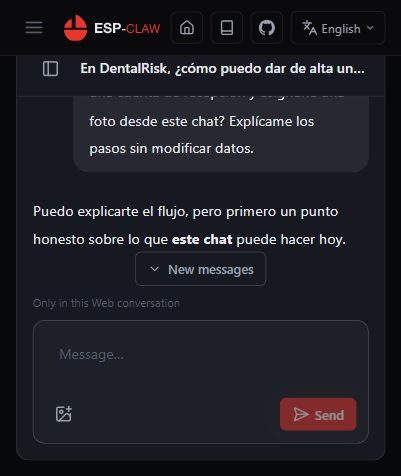 ESP-CLAW
English
En DentalRisk, ¿cómo puedo dar de alta un...
foto desde este chat? Explícame los
pasos sin modificar datos.
Puedo explicarte el flujo, pero primero un punto
honesto sobre lo que este chat puede hacer hoy.
New messages
Only in this Web conversation
Message...
Send